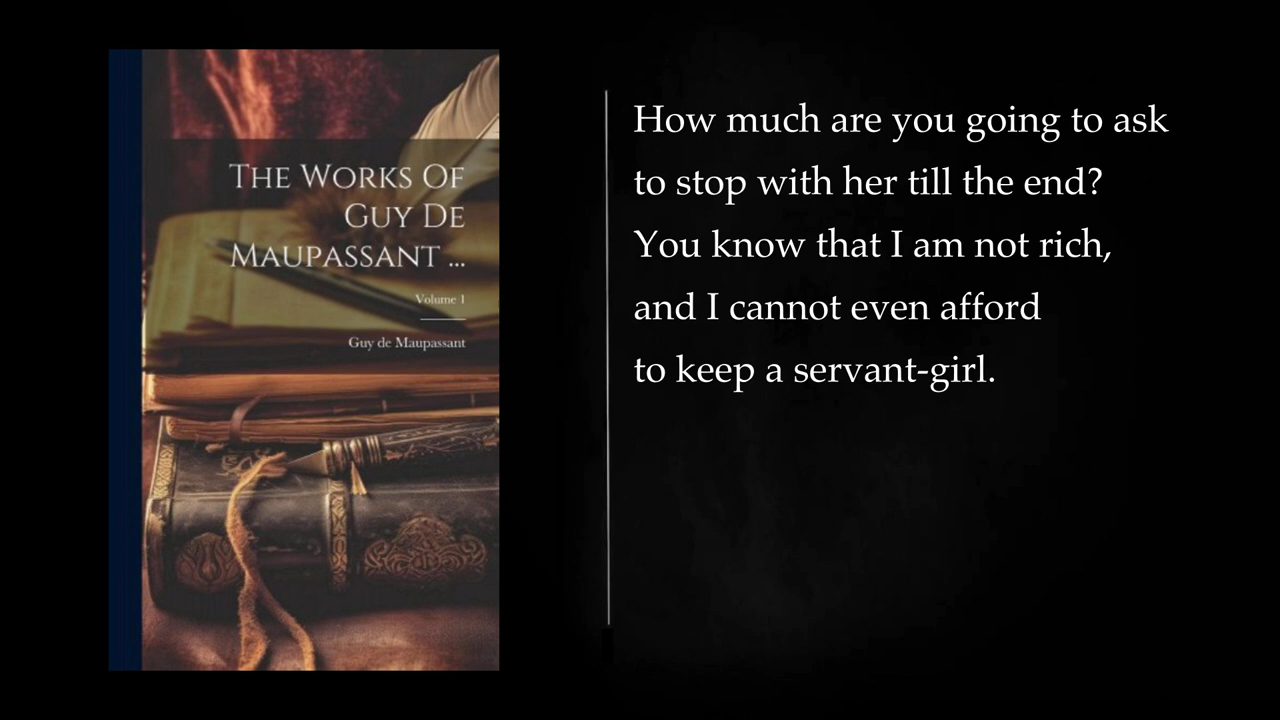 The Works Of
Guy De
Maupassant ...
Volume 1
Guy de Maupassant
How much are you going to ask
to stop with her till the end?
You know that I am not rich,
and I cannot even afford
to keep a servant-girl.